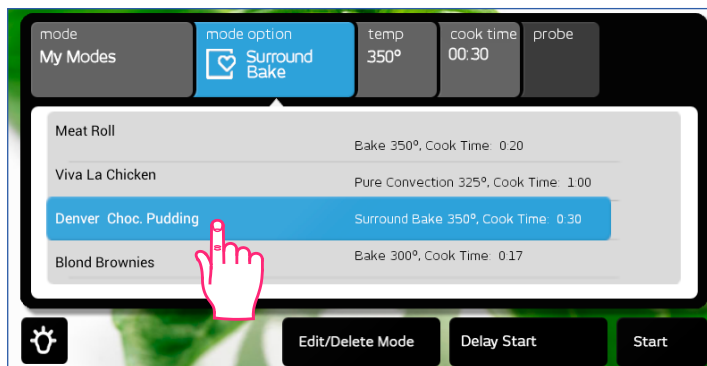 mode
My Modes
mode option
Surround
Bake
temp
350°
cook time
00:30
probe
Meat Roll
Bake 350°, Cook Time: 0:20
Viva La Chicken
Pure Convection 325°, Cook Time: 1:00
Denver Choc. Pudding
Surround Bake 350°, Cook Time: 0:30
Blond Brownies
Bake 300°, Cook Time: 0:17
Edit/Delete Mode
Delay Start
Start